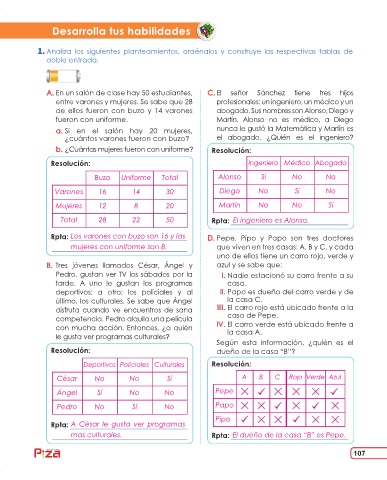 Desarrolla tus habilidades
1. Analiza los siguientes planteamientos, ordénalos y construye las respectivas tablas de
doble entrada.
A. En un salón de clase hay 50 estudiantes,
entre varones y mujeres. Se sabe que 28
de ellos fueron con buzo y 14 varones
fueron con uniforme.
a. Si en el salón hay 20 mujeres,
¿cuántos varones fueron con buzo?
b. ¿Cuántas mujeres fueron con uniforme?
Resolución:
Buzo Uniforme Total
Varones 16 14 30
Mujeres 12 8 20
Total 28 22 50
Rpta: Los varones con buzo son 16 y las
mujeres con uniforme son 8.
B. Tres jóvenes llamados César, Ángel y
Pedro, gustan ver TV los sábados por la
tarde. A uno le gustan los programas
deportivos; a otro; los policiales y al
último, los culturales. Se sabe que Ángel
disfruta cuando ve encuentros de sana
competencia. Pedro alquila una película
con mucha acción. Entonces, ¿a quién
le gusta ver programas culturales?
Resolución:
Deportivos Policiales Culturales
César No No Sí
Ángel Sí No No
Pedro No Sí No
Rpta: A César le gusta ver programas
mas culturales.
C. El señor Sánchez tiene tres hijos
profesionales: un ingeniero, un médico y un
abogado. Sus nombres son Alonso, Diego y
Martín. Alonso no es médico, a Diego
nunca le gustó la Matemática y Martín es
el abogado. ¿Quién es el ingeniero?
Resolución:
Ingeniero Médico Abogado
Alonso Sí No No
Diego No Sí No
Martín No No Sí
Rpta: El ingeniero es Alonso.
D. Pepe, Pipo y Papo son tres doctores
que viven en tres casas: A, B y C, y cada
uno de ellos tiene un carro rojo, verde y
azul y se sabe que:
I. Nadie estacionó su carro frente a su
casa.
II. Papo es dueño del carro verde y de
la casa C.
III. El carro rojo está ubicado frente a la
casa de Pepe.
IV. El carro verde está ubicado frente a
la casa A.
Según esta información, ¿quién es el
dueño de la casa “B”?
Resolución:
A B C Rojo Verde Azul
Pepe
Papo
Pipo
Rpta: El dueño de la casa “B” es Pepe.
Pizza
107